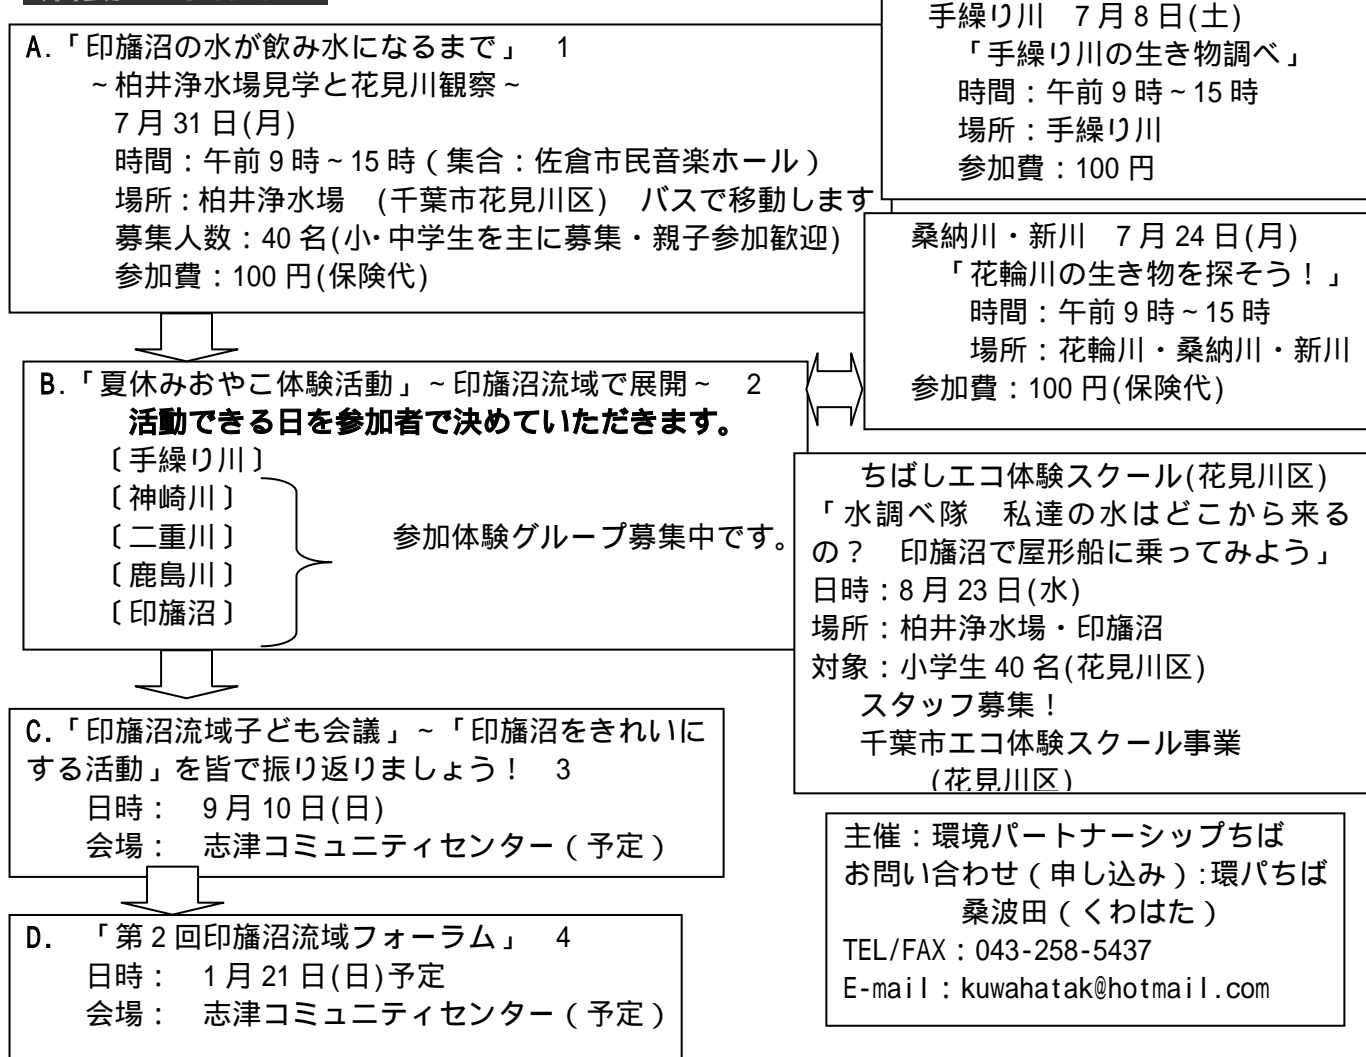 A.「印旛沼の水が飲み水になるまで」　1
～柏井浄水場見学と花見川観察～
7月31日(月)
時間：午前9時～15時（集合：佐倉市民音楽ホール）
場所：柏井浄水場　(千葉市花見川区)　バスで移動します
募集人数：40名(小・中学生を主に募集・親子参加歓迎)
参加費：100円(保険代)
手繰り川　7月8日(土)
「手繰り川の生き物調べ」
時間：午前9時～15時
場所：手繰り川
参加費：100円
桑納川・新川　7月24日(月)
「花輪川の生き物を探そう！」
時間：午前9時～15時
場所：花輪川・桑納川・新川
参加費：100円(保険代)
B.「夏休みおやこ体験活動」～印旛沼流域で展開～　2
活動できる日を参加者で決めていただきます。
〔手繰り川〕
〔神崎川〕
〔二重川〕　参加体験グループ募集中です。
〔鹿島川〕
〔印旛沼〕
ちばしエコ体験スクール(花見川区)
「水調べ隊　私達の水はどこから来る
の？　印旛沼で屋形船に乗ってみよう」
日時：8月23日(水)
場所：柏井浄水場・印旛沼
対象：小学生40名(花見川区)
スタッフ募集！
千葉市エコ体験スクール事業
(花見川区)
C.「印旛沼流域子ども会議」～「印旛沼をきれいに
する活動」を皆で振り返りましょう！　3
日時：　9月10日(日)
会場：　志津コミュニティセンター（予定）
D.　「第2回印旛沼流域フォーラム」　4
日時：　1月21日(日)予定
会場：　志津コミュニティセンター（予定）
主催：環境パートナーシップちば
お問い合わせ（申し込み）:環パちば
桑波田（くわはた）
TEL/FAX：043-258-5437
E-mail：kuwahatak@hotmail.com